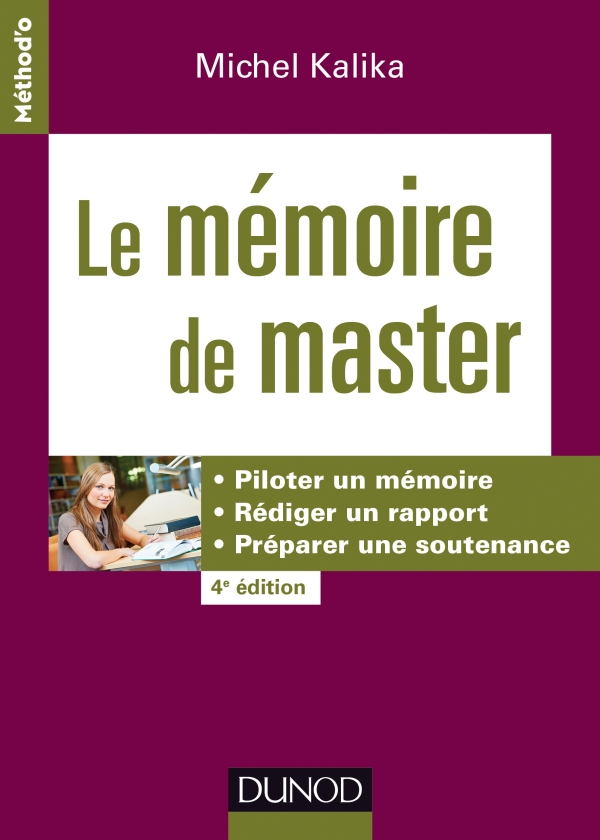 Méthod'o
Michel Kalika
Le mémoire
de master
• Piloter un mémoire
• Rédiger un rapport
• Préparer une soutenance
4e édition
DUNOD